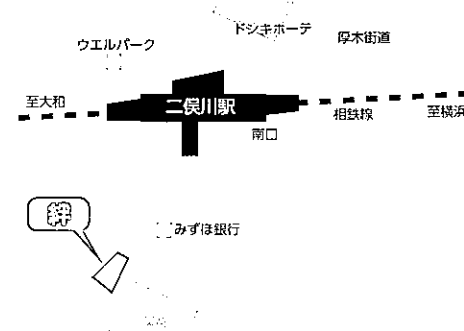 ドンキホーテ
厚木街道
ウエルパーク
至大和
二俣川駅
相鉄線
至横浜
南口
絆
みずほ銀行